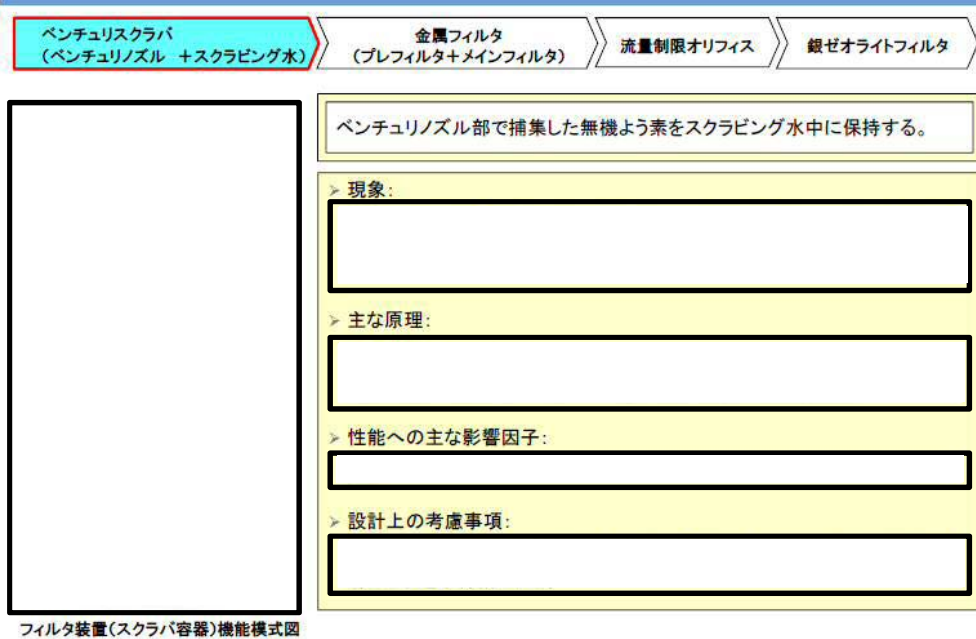 ベンチュリスクラバ
(ベンチュリノズル +スクラビング水)
金属フィルタ
(プレフィルタ+メインフィルタ)
流量制限オリフィス
銀ゼオライトフィルタ
ベンチュリノズル部で捕集した無機よう素をスクラビング水中に保持する。
➢ 現象:
➢ 主な原理:
➢ 性能への主な影響因子:
➢ 設計上の考慮事項:
フィルタ装置(スクラバ容器)機能模式図